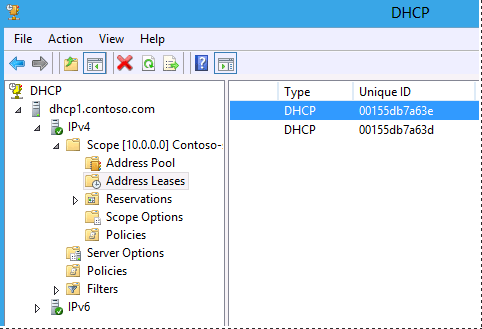 DHCP
File Action View Help
DHCP
dhcp1.contoso.com
IPv4
Scope [10.0.0.0] Contoso-
Address Pool
Address Leases
Reservations
Scope Options
Policies
Server Options
Policies
Filters
IPv6
Type Unique ID
DHCP 00155db7a63e
DHCP 00155db7a63d